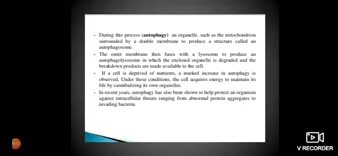 • During this process (autophagy) an organelle, such as the mitochondrion
surrounded by a double membrane to produce a structure called an
autophagosome.
• The outer membrane then fuses with a lysosome to produce an
autophagolysosome in which the enclosed organelle is degraded and the
breakdown products are made available to the cell.
• If a cell is deprived of nutrients, a marked increase in autophagy is
observed. Under these conditions, the cell acquires energy to maintain its
life by cannibalizing its own organelles.
• In recent years, autophagy has also been shown to help protect an organism
against intracellular threats ranging from abnormal protein aggregates to
invading bacteria.
V RECORDER